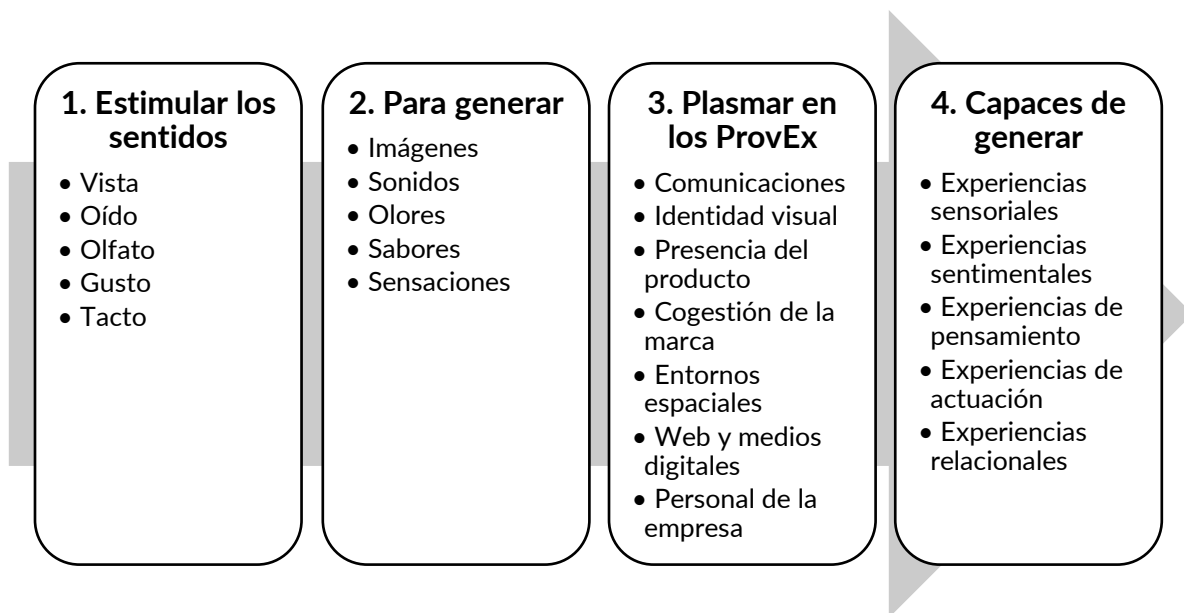 1. Estimular los
sentidos
• Vista
• Oído
• Olfato
• Gusto
• Tacto
2. Para generar
• Imágenes
• Sonidos
• Olores
• Sabores
• Sensaciones
3. Plasmar en
los ProvEx
• Comunicaciones
• Identidad visual
• Presencia del
producto
• Cogestión de la
marca
• Entornos
espaciales
• Web y medios
digitales
• Personal de la
empresa
4. Capaces de
generar
• Experiencias
sensoriales
• Experiencias
sentimentales
• Experiencias de
pensamiento
• Experiencias de
actuación
• Experiencias
relacionales